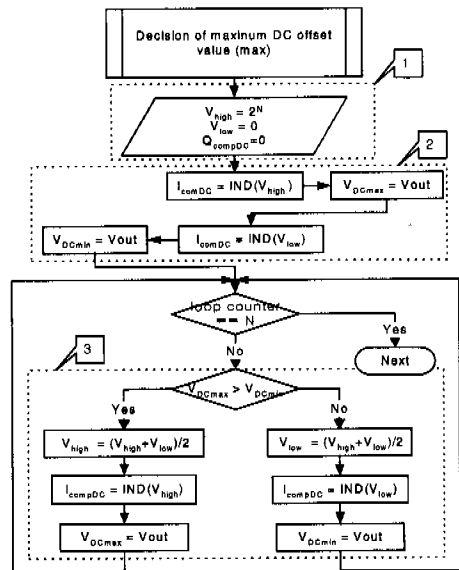 Decision of maxinum DC offset
value (max)
1
V_high = 2^N
V_low = 0
Q_compDC=0
2
I_comDC = IND(V_high)
V_DCmax = Vout
V_DCmin = Vout
I_comDC = IND(V_low)
loop counter
== N
Yes
Next
No
3
V_DCmax > V_DCmin
Yes
No
V_high = (V_high+V_low)/2
V_low = (V_high+V_low)/2
I_compDC = IND(V_high)
I_compDC = IND(V_low)
V_DCmax = Vout
V_DCmin = Vout